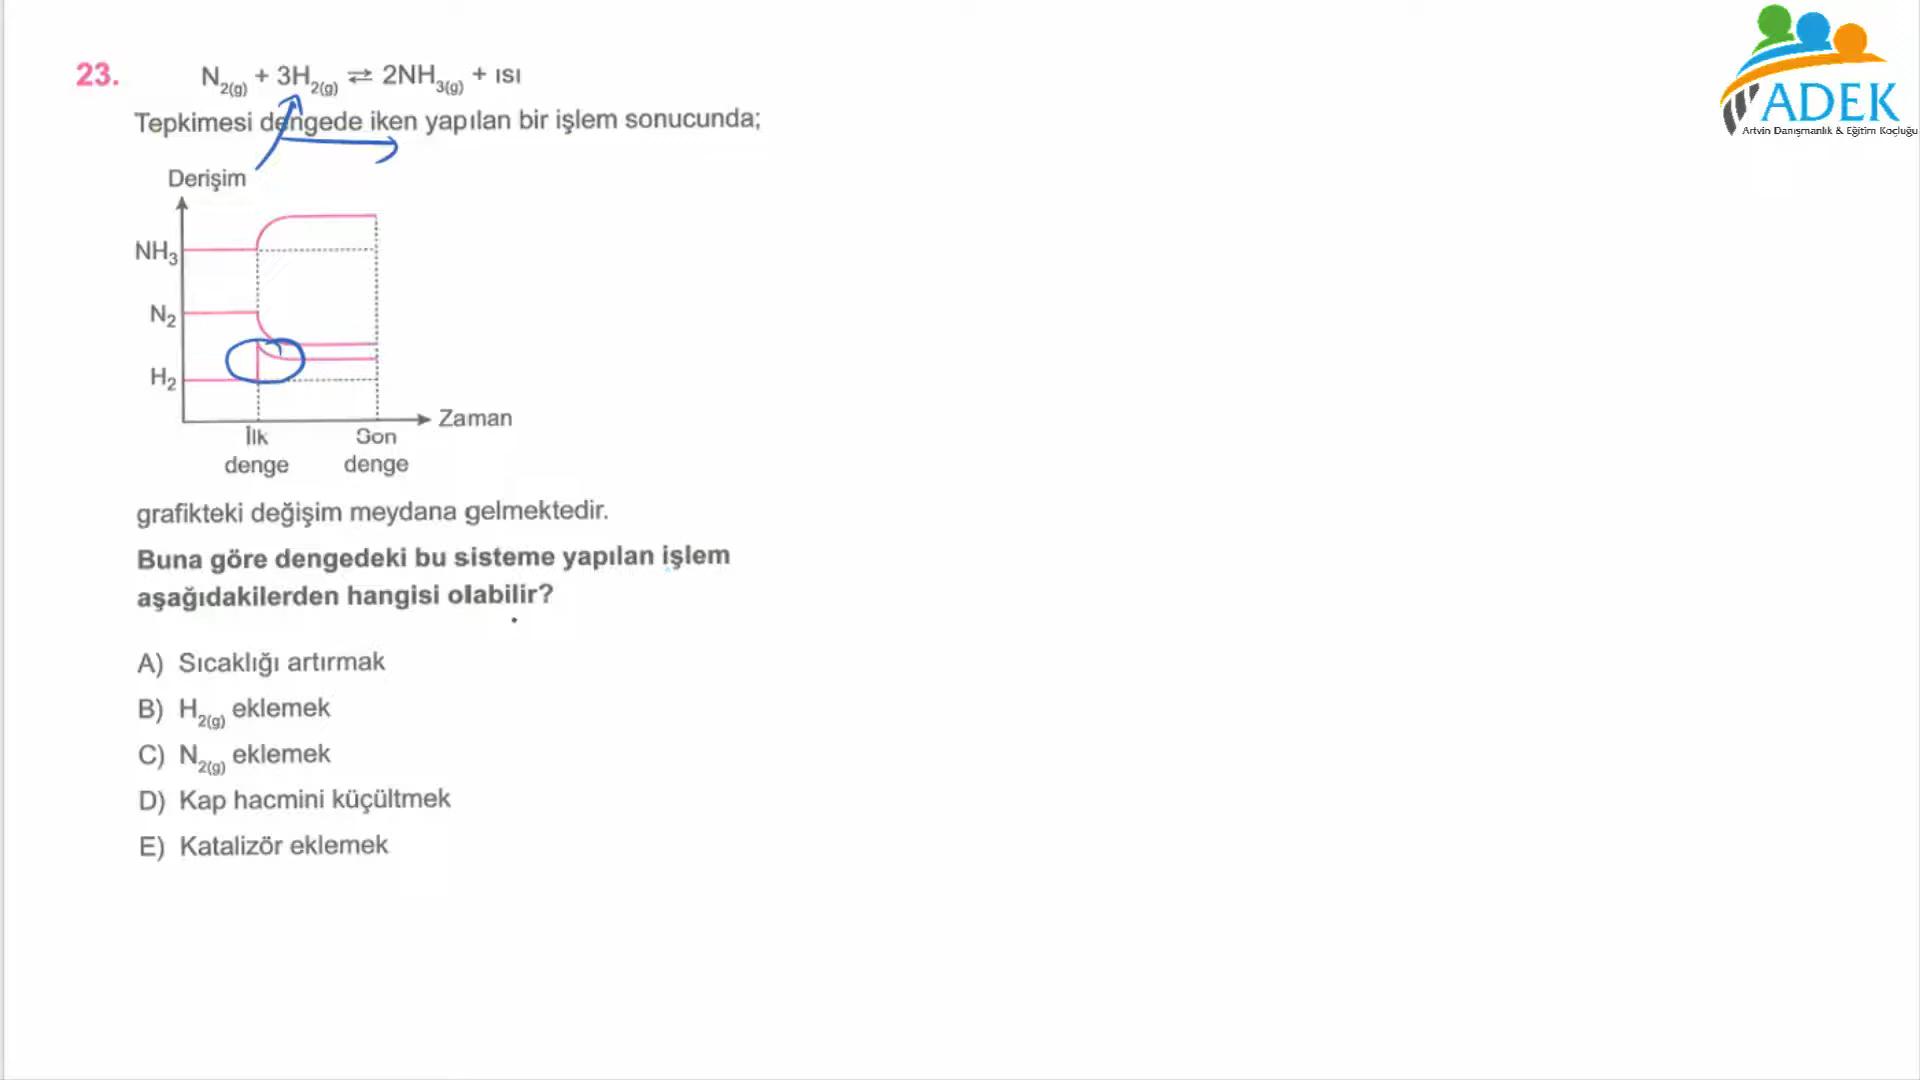 ADEK
Artvin Danışmanlık & Eğitim Koçluğu
23. N2(g) + 3H2(g) ⇌ 2NH3(g) + ısı
Tepkimesi dengede iken yapılan bir işlem sonucunda;
Derişim
NH3
N2
H2
Zaman
İlk denge
Son denge
grafikteki değişim meydana gelmektedir.
Buna göre dengedeki bu sisteme yapılan işlem
aşağıdakilerden hangisi olabilir?
A) Sıcaklığı artırmak
B) H2(g) eklemek
C) N2(g) eklemek
D) Kap hacmini küçültmek
E) Katalizör eklemek